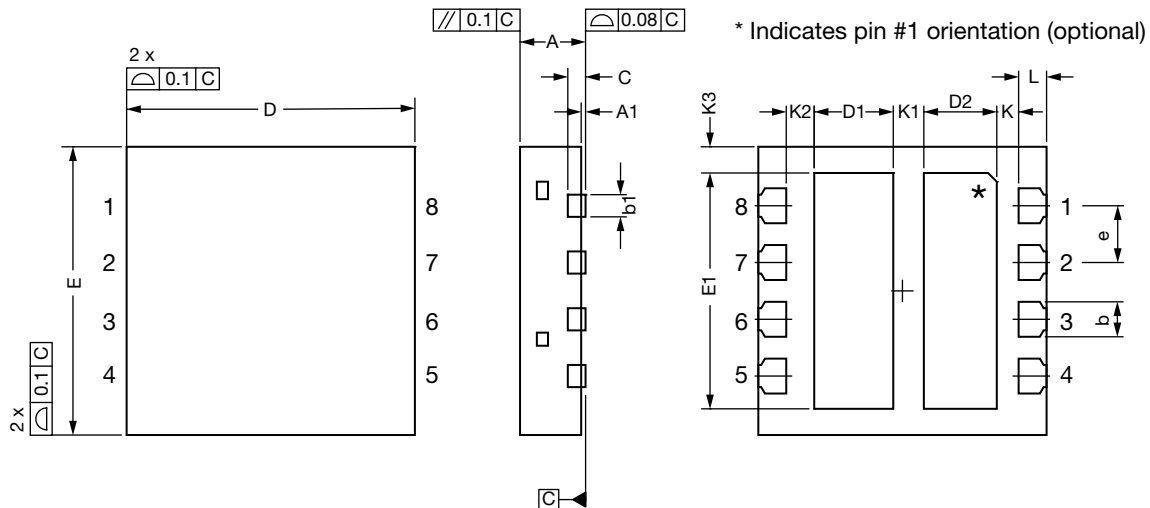 // 0.1 C
A
⌓ 0.08 C
* Indicates pin #1 orientation (optional)
2 x
⌓ 0.1 C
C
L
D
A1
K3
K2 D1 K1 D2 K
1
2
3
4
E
8
7
6
5
b1
8
7
6
5
E1
*
1
2
3
4
e
b
2 x
⌓ 0.1 C
C